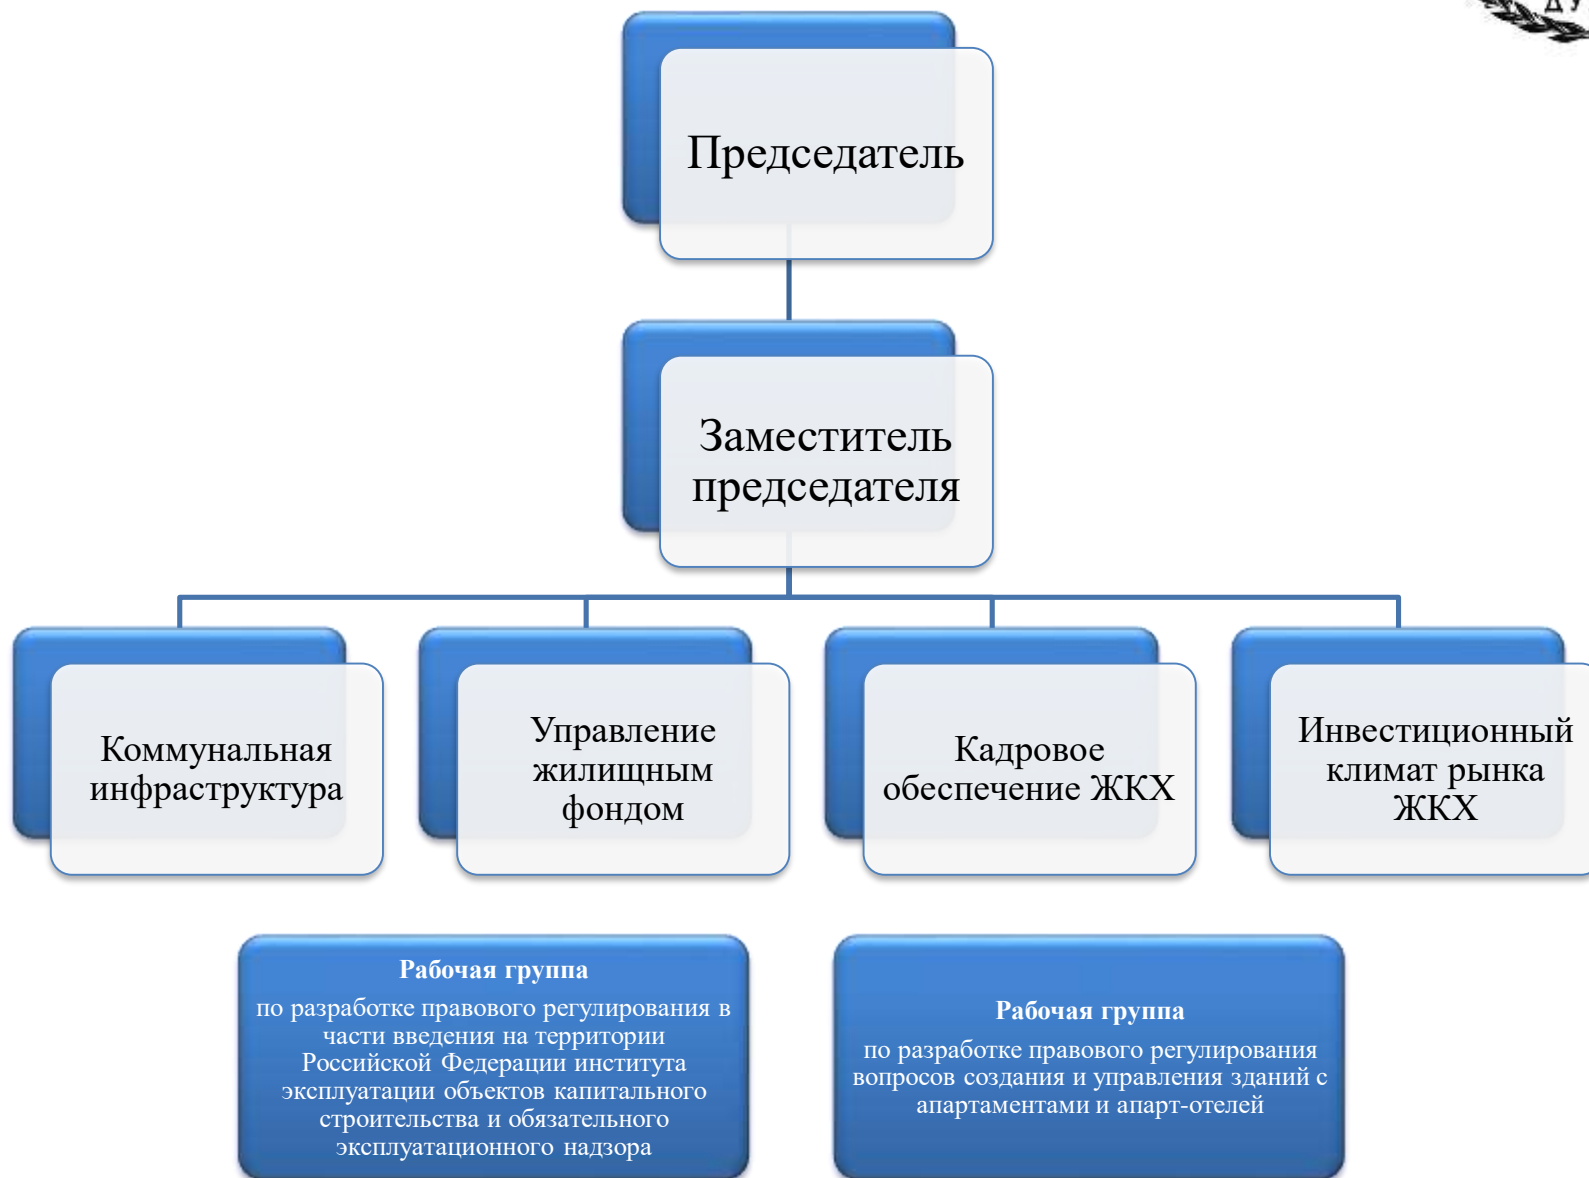 Председатель
Заместитель
председателя
Коммунальная
инфраструктура
Управление
жилищным
фондом
Кадровое
обеспечение ЖКХ
Инвестиционный
климат рынка
ЖКХ
Рабочая группа
по разработке правового регулирования в
части введения на территории
Российской Федерации института
эксплуатации объектов капитального
строительства и обязательного
эксплуатационного надзора
Рабочая группа
по разработке правового регулирования
вопросов создания и управления зданий с
апартаментами и апарт-отелей